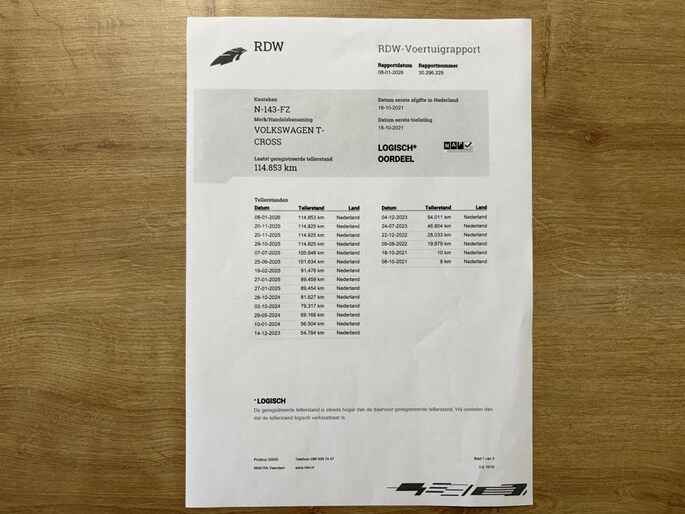 RDW
RDW-Voertuigrapport
Rapportdatum Rapportnummer
08-01-2026 30.296.229
Kenteken
N-143-FZ
Merk/Handelsbenaming
VOLKSWAGEN T-
CROSS
Laatst geregistreerde tellerstand
114.853 km
Datum eerste afgifte in Nederland
18-10-2021
Datum eerste toelating
18-10-2021
LOGISCH*
OORDEEL
NAP
Tellerstanden
Datum Tellerstand Land
08-01-2026 114.853 km Nederland
20-11-2025 114.825 km Nederland
20-11-2025 114.825 km Nederland
29-10-2025 114.825 km Nederland
07-07-2025 105.648 km Nederland
25-06-2025 101.634 km Nederland
19-02-2025 91.476 km Nederland
27-01-2025 89.459 km Nederland
27-01-2025 89.454 km Nederland
28-10-2024 81.627 km Nederland
02-10-2024 79.317 km Nederland
29-05-2024 69.166 km Nederland
10-01-2024 56.504 km Nederland
14-12-2023 54.764 km Nederland
Datum Tellerstand Land
04-12-2023 54.011 km Nederland
24-07-2023 46.804 km Nederland
22-12-2022 28.033 km Nederland
09-08-2022 19.979 km Nederland
18-10-2021 10 km Nederland
08-10-2021 8 km Nederland
* LOGISCH
De geregistreerde tellerstand is steeds hoger dan de daarvoor geregistreerde tellerstand. Wij oordelen dan
dat de tellerstand logisch verklaarbaar is.
Postbus 30000 Telefoon 088 008 74 47
9640 RA Veendam www.rdw.nl
Blad 1 van 2